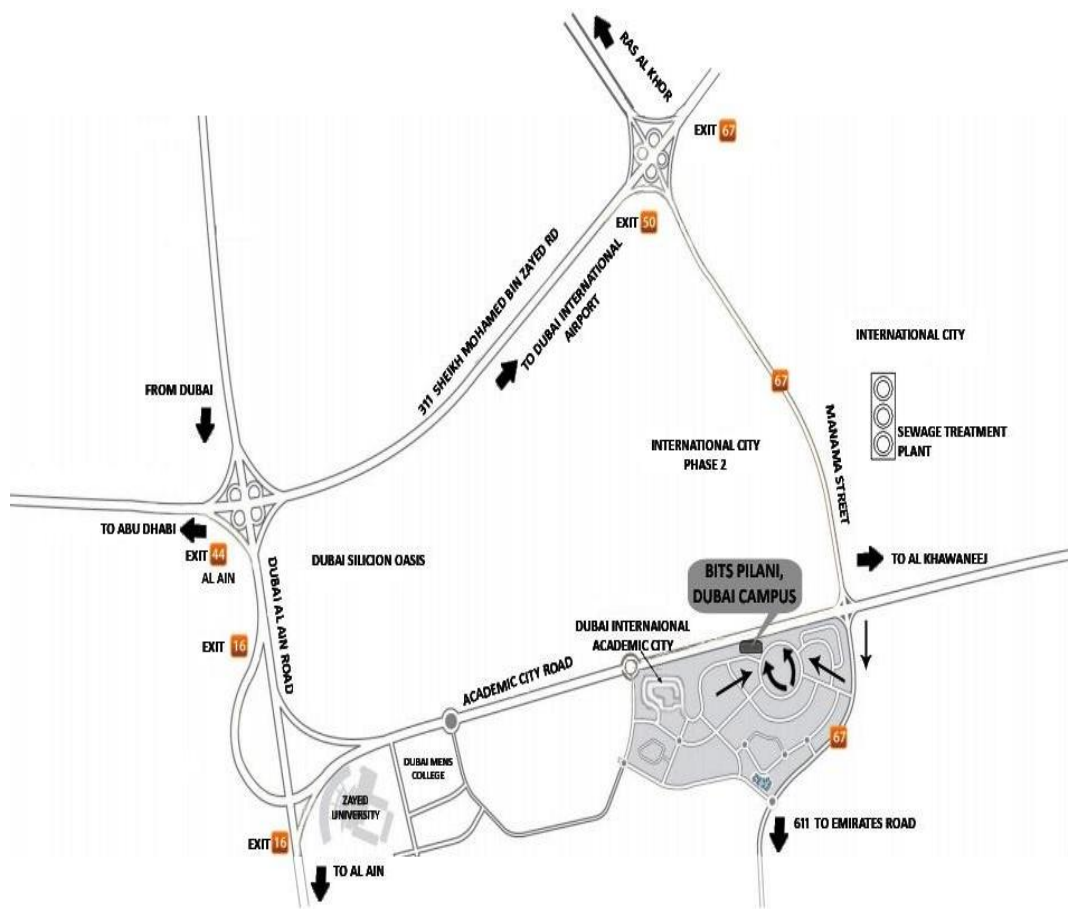 RAS AL KHOR
EXIT 67
EXIT 50
311 SHEIKH MOHAMED BIN ZAYED RD
TO DUBAI INTERNATIONAL
AIRPORT
INTERNATIONAL CITY
FROM DUBAI
67
MANAMA STREET
SEWAGE TREATMENT
PLANT
INTERNATIONAL CITY
PHASE 2
TO ABU DHABI
EXIT 44
AL AIN
DUBAI SILICION OASIS
TO AL KHAWANEEJ
BITS PILANI,
DUBAI CAMPUS
DUBAI AL AIN ROAD
EXIT 16
DUBAI INTERNAIONAL
ACADEMIC CITY
ACADEMIC CITY ROAD
67
DUBAI MENS
COLLEGE
ZAYED
UNIVERSITY
611 TO EMIRATES ROAD
EXIT 16
TO AL AIN